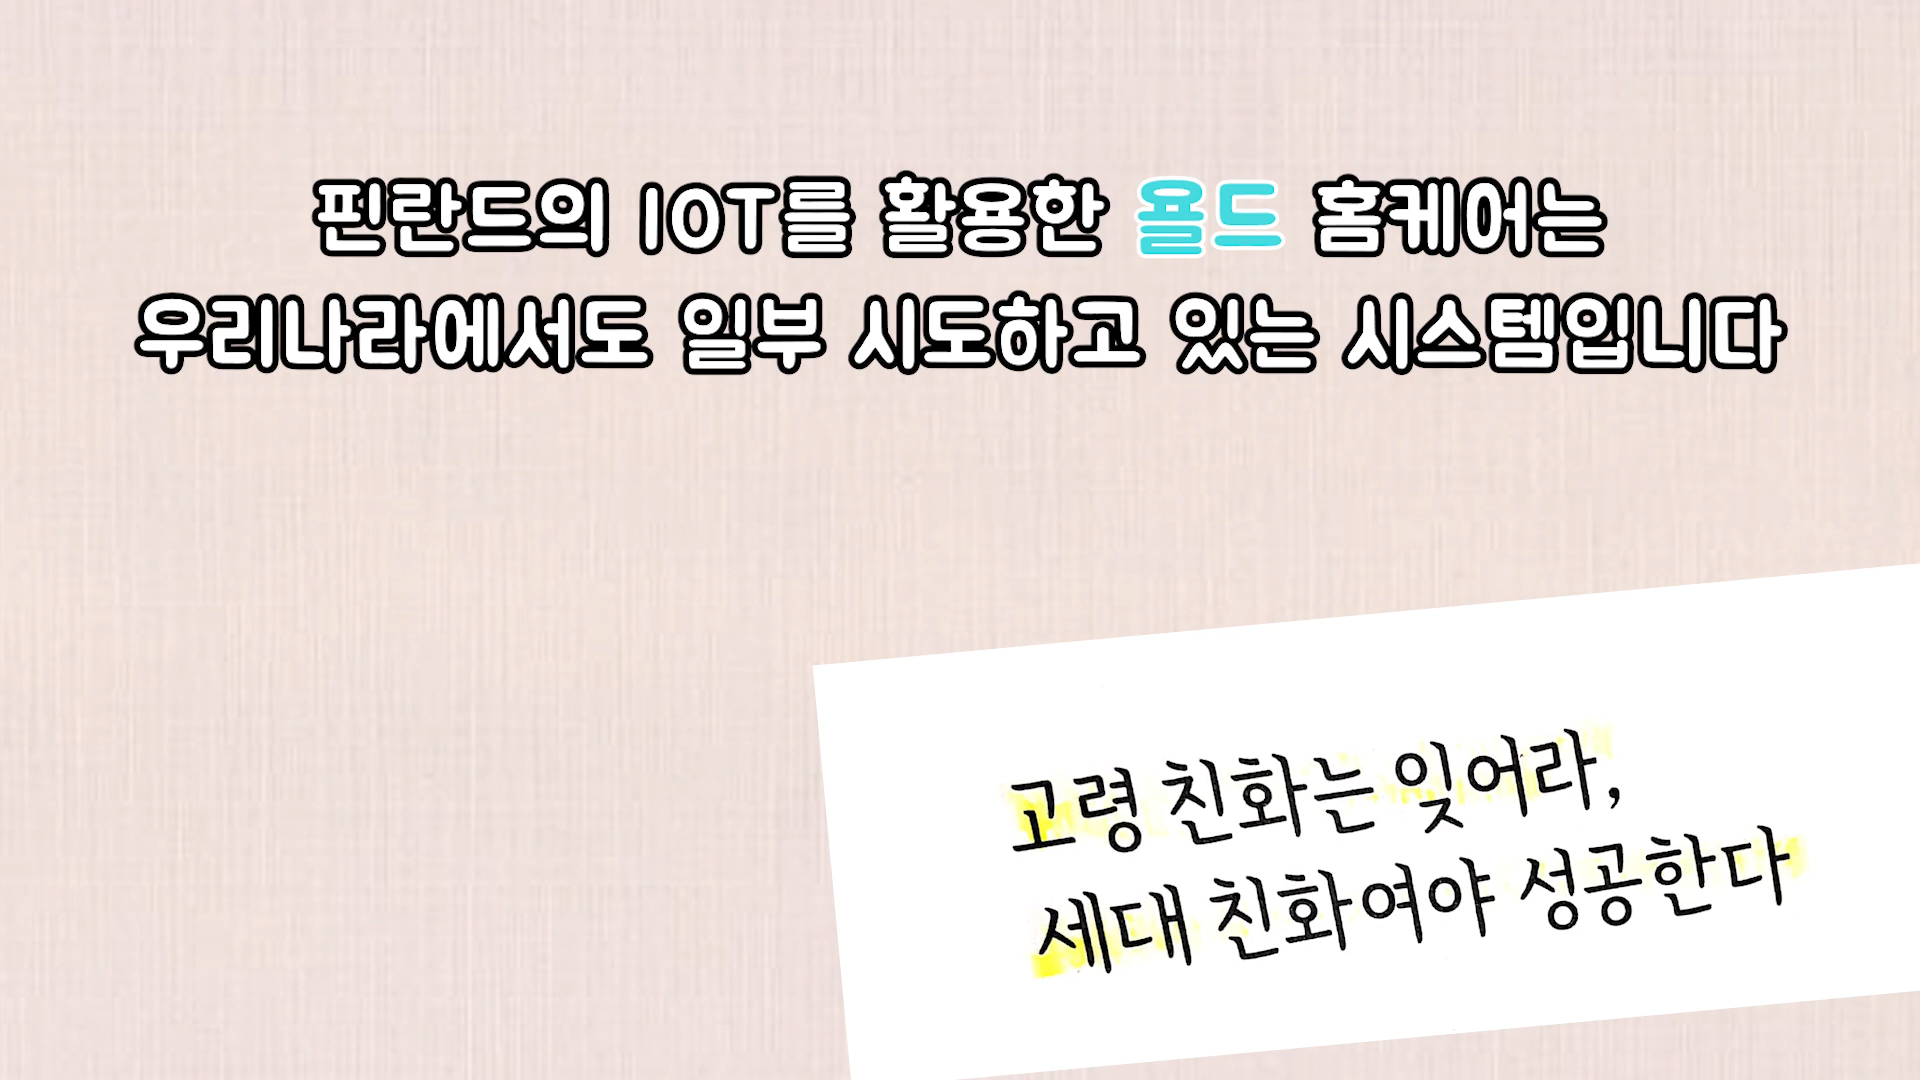 핀란드의 IOT를 활용한 욜드 홈케어는
우리나라에서도 일부 시도하고 있는 시스템입니다
고령 친화는 잊어라,
세대 친화여야 성공한다